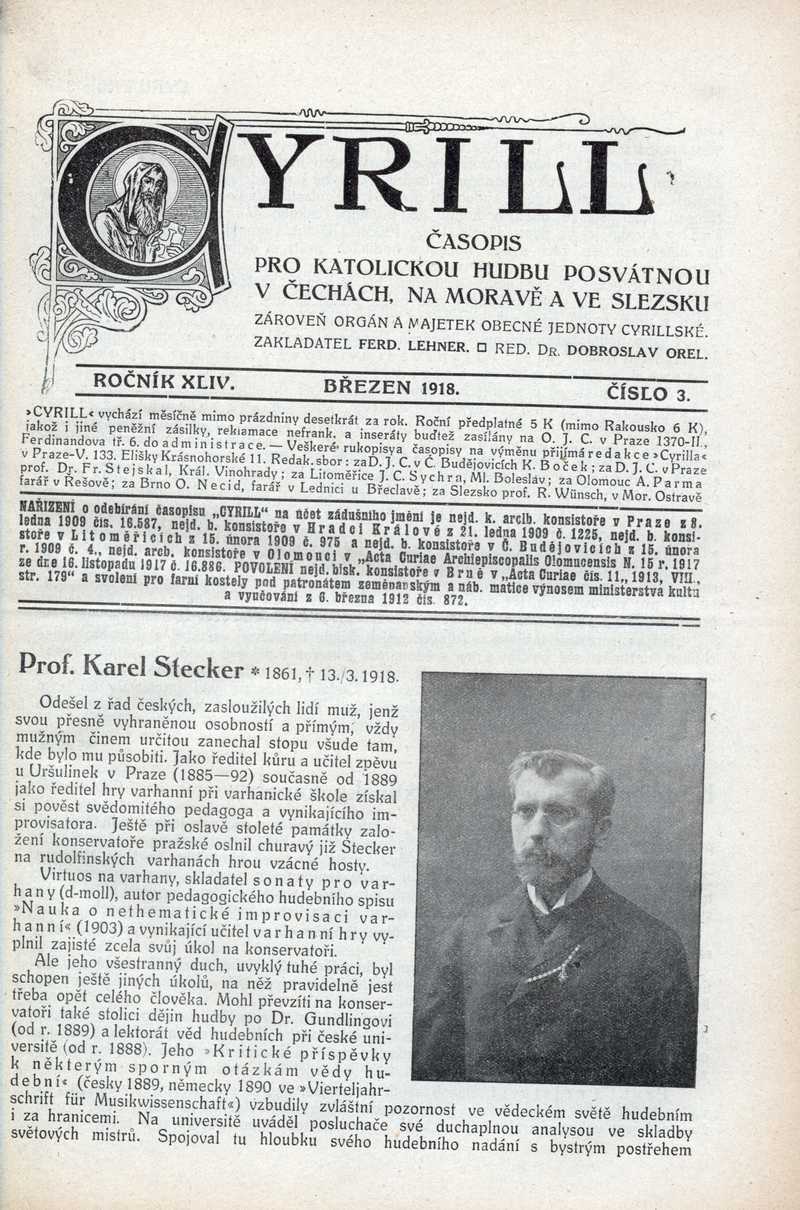 CYRILL
ČASOPIS
PRO KATOLICKOU HUDBU POSVÁTNOU
V ČECHÁCH, NA MORAVĚ A VE SLEZSKU
ZÁROVEŇ ORGÁN A MAJETEK OBECNÉ JEDNOTY CYRILLSKÉ.
ZAKLADATEL FERD. LEHNER. □ RED. DR. DOBROSLAV OREL.
ROČNÍK XLIV. BŘEZEN 1918. ČÍSLO 3.
»CYRILL« vychází měsíčně mimo prázdniny desetkrát za rok. Roční předplatné 5 K (mimo Rakousko 6 K),
jakož i jiné peněžní zásilky, reklamace nefrank. a inseráty buďtež zasílány na O. J. C. v Praze 1370-II.,
Ferdinandova tř. 6. do administrace. — Veškeré rukopisy a časopisy na výměnu přijímá redakce »Cyrilla«
v Praze-V. 133. Elišky Krásnohorské 11. Redak. sbor: za D. J. C. v Č. Budějovicích K. Boček; za D. J. C. v Praze
prof. Dr. Fr. Stejskal, Král. Vinohrady; za Litoměřice J. C. Sychra, Ml. Boleslav; za Olomouc A. Parma
farář v Řešově; za Brno O. Necid, farář v Lednici u Břeclavě; za Slezsko prof. R. Wünsch, v Mor. Ostravě
NAŘÍZENÍ o odebírání časopisu „CYRILL“ na účet zádušního jmění je nejd. k. arcib. konsistoře v Praze z 8.
ledna 1909 čís. 16.587, nejd. b. konsistoře v Hradci Králové z 21. ledna 1909 č. 1225, nejd. b. konsi-
stoře v Litoměřicích z 15. února 1909 č. 975 a nejd. b. konsistoře v Č. Budějovicích z 15. února
r. 1909 č. 4., nejd. arcb. konsistoře v Olomouci v „Acta Curiae Archiepiscopalis Olomucensis N. 15 r. 1917
ze dne 16. listopadu 1917 č. 16.886. POVOLENÍ nejd. bisk. konsistoře v Brně v „Acta Curiae čís. 11., 1913, VIII.,
str. 179“ a svolení pro farní kostely pod patronátem zeměpanským a náb. matice výnosem ministerstva kultu
a vyučování z 6. března 1912 čís. 872.
Prof. Karel Stecker * 1861, † 13./3. 1918.
Odešel z řad českých, zasloužilých lidí muž, jenž
svou přesně vyhraněnou osobností a přímým, vždy
mužným činem určitou zanechal stopu všude tam,
kde bylo mu působiti. Jako ředitel kůru a učitel zpěvu
u Uršulinek v Praze (1885—92) současně od 1889
jako ředitel hry varhanní při varhanické škole získal
si pověst svědomitého pedagoga a vynikajícího im-
provisatora. Ještě při oslavě stoleté památky zalo-
žení konservatoře pražské oslnil churavý již Stecker
na rudolfinských varhanách hrou vzácné hosty.
Virtuos na varhany, skladatel sonaty pro var-
hany (d-moll), autor pedagogického hudebního spisu
»Nauka o nethematické improvisaci var-
hanní« (1903) a vynikající učitel varhanní hry vy-
plnil zajisté zcela svůj úkol na konservatoři.
Ale jeho všestranný duch, uvyklý tuhé práci, byl
schopen ještě jiných úkolů, na něž pravidelně jest
třeba opět celého člověka. Mohl převzíti na konser-
vatoři také stolici dějin hudby po Dr. Gundlingovi
(od r. 1889) a lektorát věd hudebních při české uni-
versitě (od r. 1888). Jeho »Kritické příspěvky
k některým sporným otázkám vědy hu-
dební« (česky 1889, německy 1890 ve »Vierteljahr-
schrift für Musikwissenschaft«) vzbudily zvláštní pozornost ve vědeckém světě hudebním
i za hranicemi. Na universitě uváděl posluchače své duchaplnou analysou ve skladby
světových mistrů. Spojoval tu hloubku svého hudebního nadání s bystrým postřehem